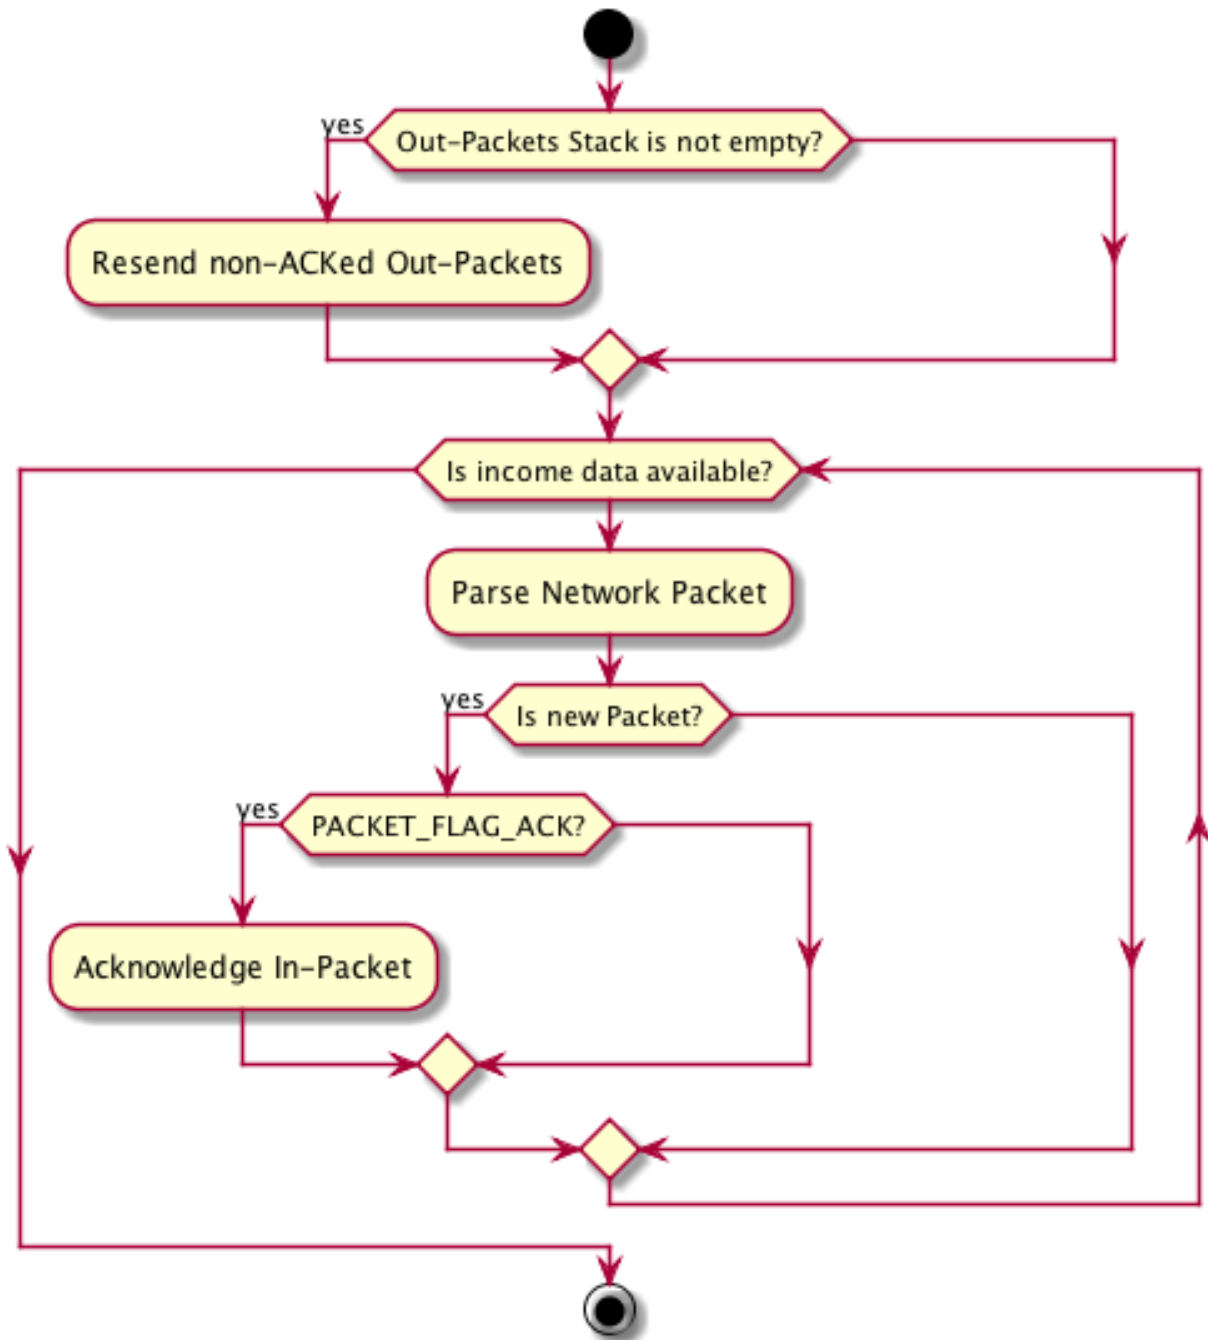 yes
Out-Packets Stack is not empty?
Resend non-ACKed Out-Packets
Is income data available?
Parse Network Packet
yes
Is new Packet?
yes
PACKET_FLAG_ACK?
Acknowledge In-Packet